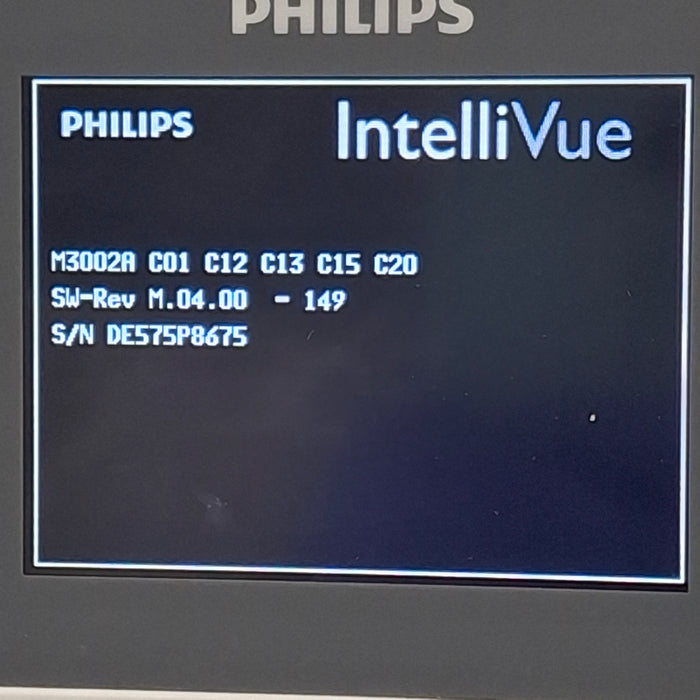 PHILIPS
PHILIPS IntelliVue
M3002A C01 C12 C13 C15 C20
SW-Rev M.04.00 - 149
S/N DE575P8675